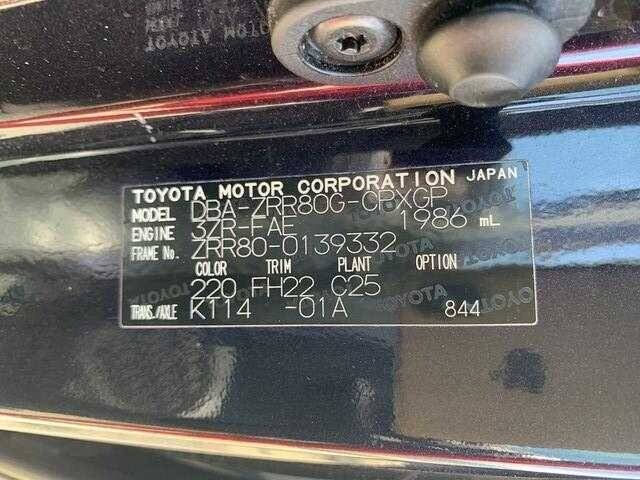 TOYOTA MOTOR CORPORATION JAPAN
MODEL DBA-ZRR80G-CPXGP
ENGINE 3ZR-FAE 1986 mL
FRAME No. ZRR80-0139332
COLOR TRIM PLANT OPTION
220 FH22 C25
TRANS./AXLE K114 -01A 844